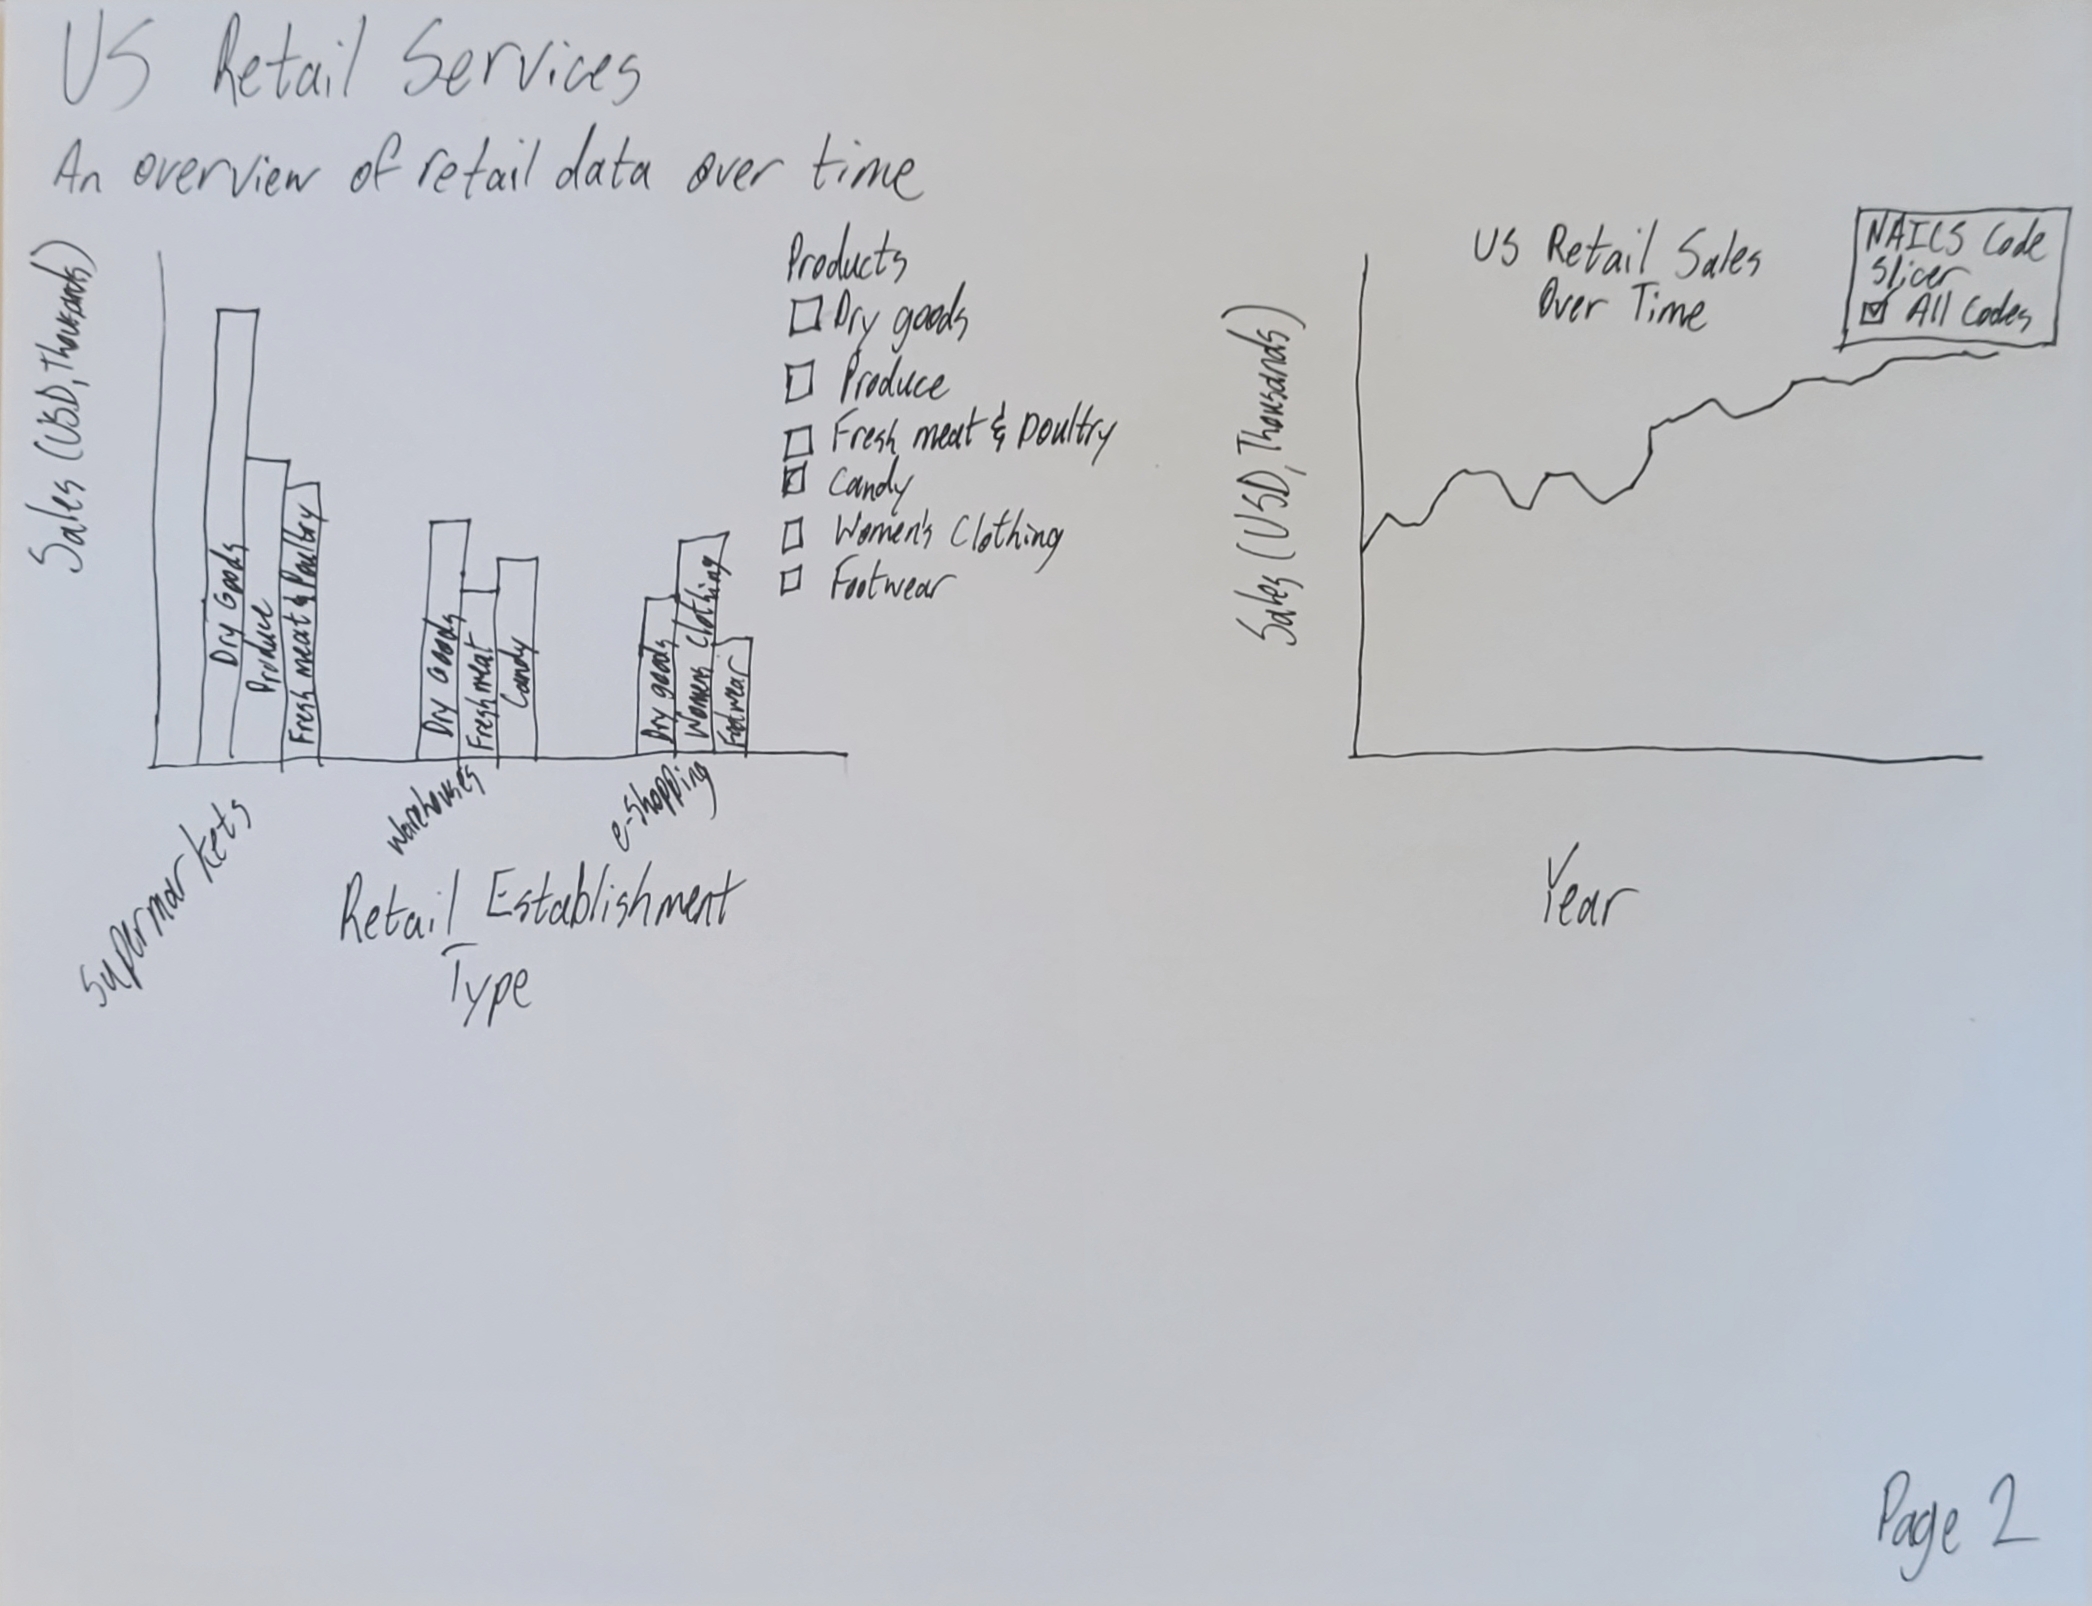 US Retail Services
An overview of retail data over time
Sales (USD, Thousands)
Dry Goods
Produce
Fresh meat & Poultry
Dry Goods
Fresh meat
Candy
Dry goods
Womens Clothing
Footwear
Supermarkets
Warehouses
e-shopping
Retail Establishment
Type
Products
Dry goods
Produce
Fresh meat & Poultry
Candy
Women's Clothing
Footwear
US Retail Sales
Over Time
NAICS Code
Slicer
All Codes
Sales (USD, Thousands)
Year
Page 2